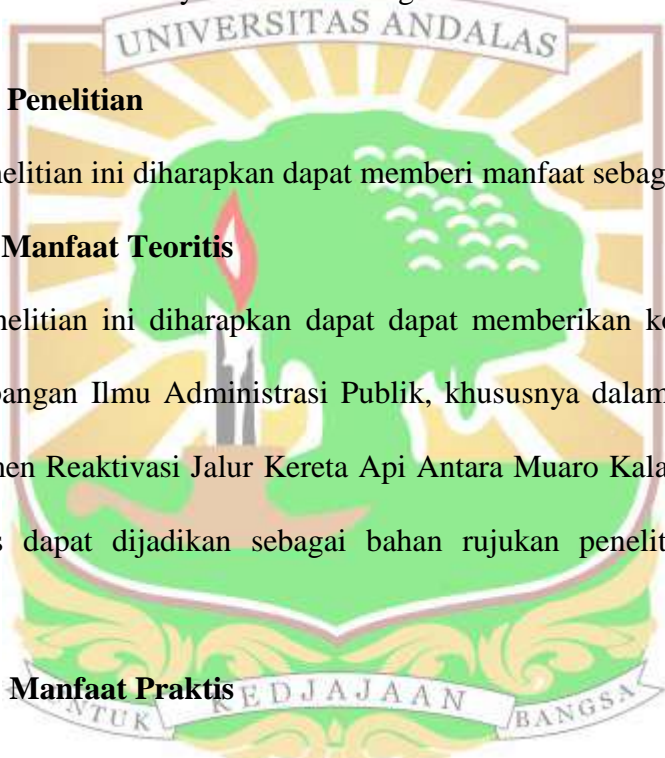 UNIVERSITAS ANDALAS
Penelitian
nelitian ini diharapkan dapat memberi manfaat sebag
Manfaat Teoritis
nelitian ini diharapkan dapat dapat memberikan ko
bangan Ilmu Administrasi Publik, khususnya dalam
nen Reaktivasi Jalur Kereta Api Antara Muaro Kala
s dapat dijadikan sebagai bahan rujukan penelit
Manfaat Praktis
NTUK KEDJAJAAN BANGSA